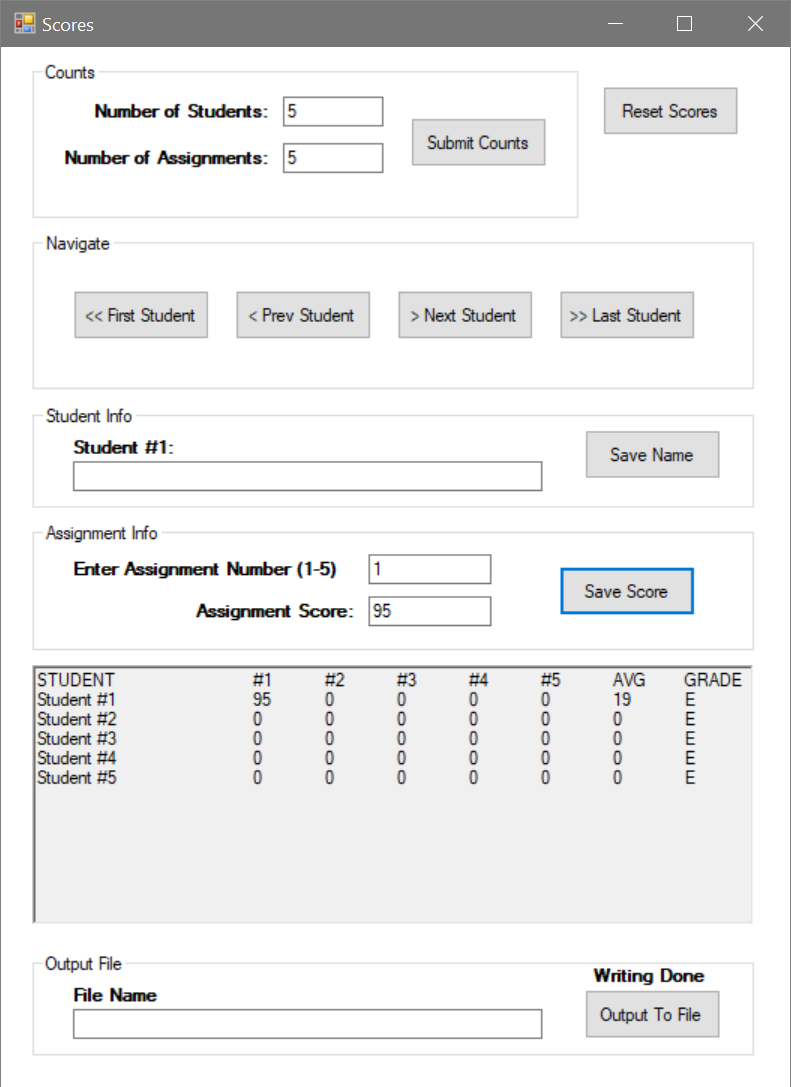 Scores
Counts
Number of Students: 5
Reset Scores
Submit Counts
Number of Assignments: 5
Navigate
<< First Student < Prev Student > Next Student >> Last Student
Student Info
Student #1:
Save Name
Assignment Info
Enter Assignment Number (1-5) 1
Save Score
Assignment Score: 95
STUDENT #1 #2 #3 #4 #5 AVG GRADE
Student #1 95 0 0 0 0 19 E
Student #2 0 0 0 0 0 0 E
Student #3 0 0 0 0 0 0 E
Student #4 0 0 0 0 0 0 E
Student #5 0 0 0 0 0 0 E
Output File
Writing Done
File Name
Output To File